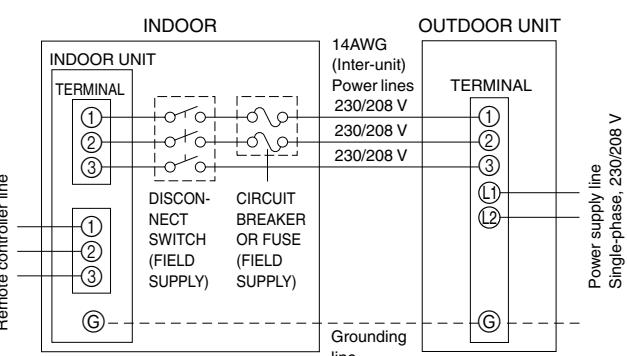 INDOOR
OUTDOOR UNIT
INDOOR UNIT
14AWG
(Inter-unit)
Power lines
TERMINAL
TERMINAL
1
230/208 V
1
2
230/208 V
2
3
230/208 V
3
L1
L2
DISCON-
NECT
SWITCH
(FIELD
SUPPLY)
CIRCUIT
BREAKER
OR FUSE
(FIELD
SUPPLY)
1
2
3
G
G
Grounding
line
Remote controller line
Power supply line
Single-phase, 230/208 V